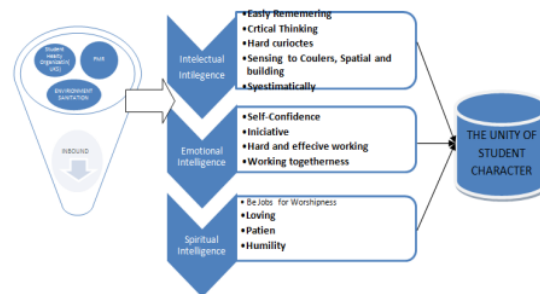 Student
Healty
Organization(
UKS)
PMR
ENVIRONMENT
SANITATION
INBOUND
Intelectual
Intilegence
•Easly Rememering
•Crtical Thinking
•Hard curioctes
•Sensing to Coulers, Spatial and
building
•Syestimatically
Emotional
Intelligence
•Self-Confidence
•Iniciative
•Hard and effecive working
•Working togetherness
Spiritual
Intelligence
• Be Jobs for Worshipness
•Loving
•Patien
•Humility
THE UNITY OF
STUDENT
CHARACTER